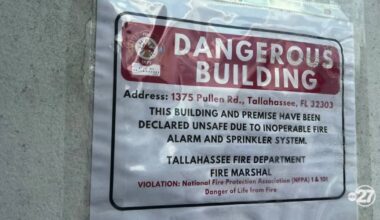 DANGEROUS
BUILDING
Address: 1375 Pullen Rd., Tallahassee, FL 32303
THIS BUILDING AND PREMISE HAVE BEEN
DECLARED UNSAFE DUE TO INOPERABLE FIRE
ALARM AND SPRINKLER SYSTEM.
TALLAHASSEE FIRE DEPARTMENT
FIRE MARSHAL
VIOLATION: National Fire Protection Association (NFPA) 1 & 101
Danger of Life from Fire
abc 27